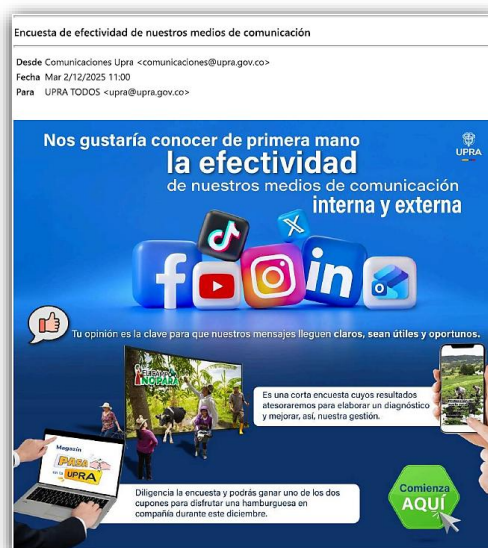 Encuesta de efectividad de nuestros medios de comunicación
Desde Comunicaciones Upra <comunicaciones@upra.gov.co>
Fecha Mar 2/12/2025 11:00
Para UPRA TODOS <upra@upra.gov.co>
Nos gustaría conocer de primera mano
la efectividad
de nuestros medios de comunicación
interna y externa
UPRA
in
Tu opinión es la clave para que nuestros mensajes lleguen claros, sean útiles y oportunos.
NO PARA
Es una corta encuesta cuyos resultados
atesoraremos para elaborar un diagnóstico
y mejorar, así, nuestra gestión.
Magazín
PASA
en la UPRA
Diligencia la encuesta y podrás ganar uno de los dos
cupones para disfrutar una hamburguesa en
compañía durante este diciembre.
Comienza
AQUÍ